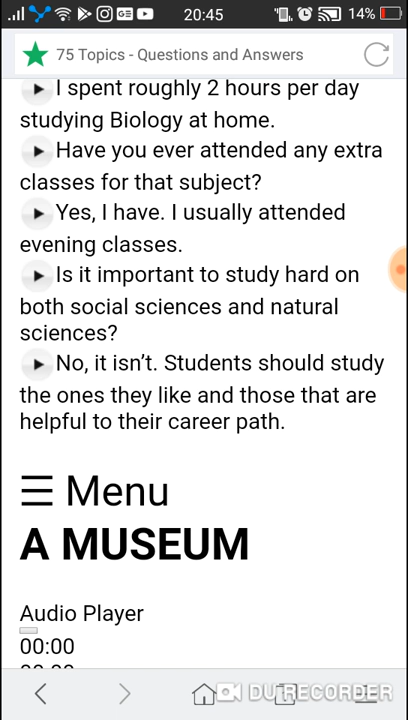 20:45
14%
75 Topics - Questions and Answers
I spent roughly 2 hours per day
studying Biology at home.
Have you ever attended any extra
classes for that subject?
Yes, I have. I usually attended
evening classes.
Is it important to study hard on
both social sciences and natural
sciences?
No, it isn’t. Students should study
the ones they like and those that are
helpful to their career path.
☰ Menu
A MUSEUM
Audio Player
00:00
00:00
DU RECORDER